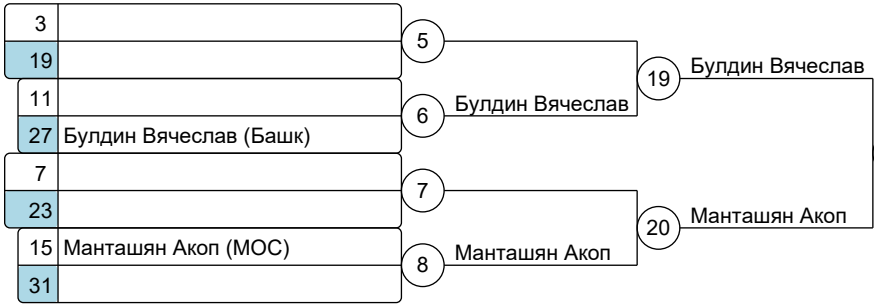 3
5
19
19 Булдин Вячеслав
11
6 Булдин Вячеслав
27 Булдин Вячеслав (Башк)
7
7
23
20 Манташян Акоп
15 Манташян Акоп (МОС)
8 Манташян Акоп
31